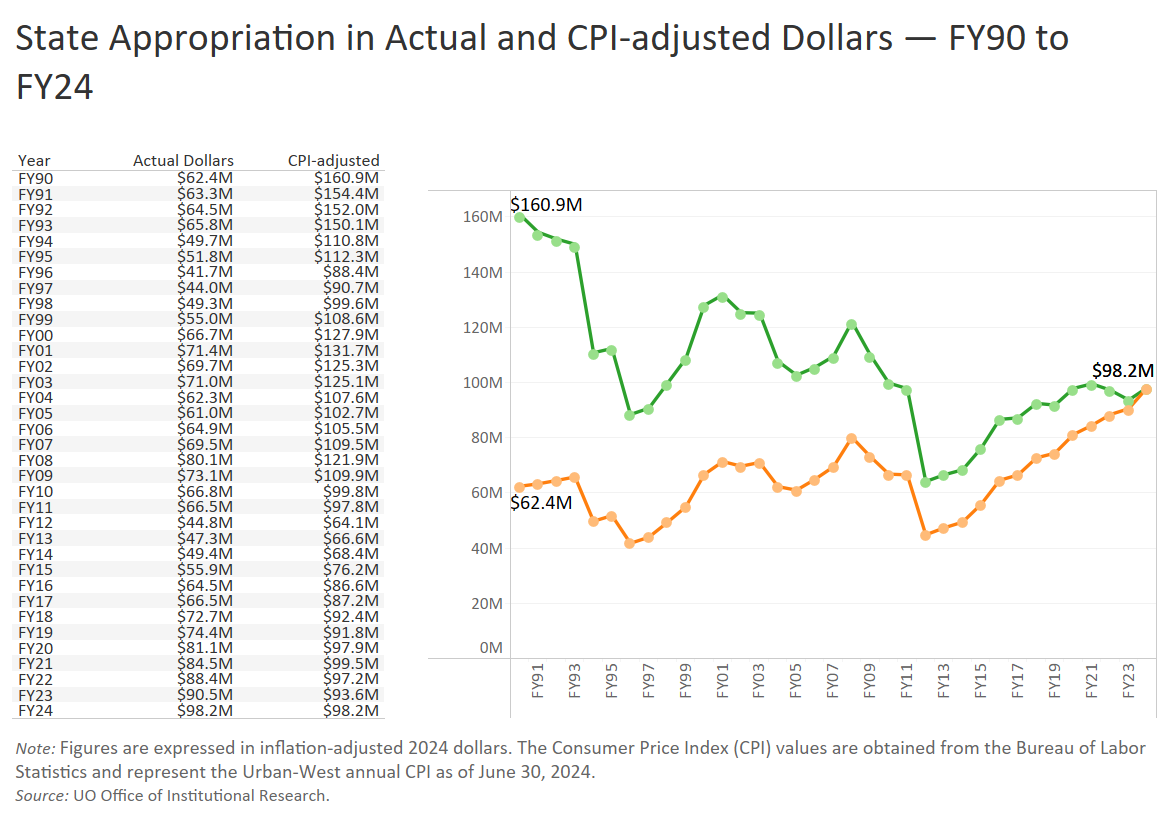 State Appropriation in Actual and CPI-adjusted Dollars — FY90 to
FY24
Year Actual Dollars CPI-adjusted
FY90 $62.4M $160.9M
FY91 $63.3M $154.4M
FY92 $64.5M $152.0M
FY93 $65.8M $150.1M
FY94 $49.7M $110.8M
FY95 $51.8M $112.3M
FY96 $41.7M $88.4M
FY97 $44.0M $90.7M
FY98 $49.3M $99.6M
FY99 $55.0M $108.6M
FY00 $66.7M $127.9M
FY01 $71.4M $131.7M
FY02 $69.7M $125.3M
FY03 $71.0M $125.1M
FY04 $62.3M $107.6M
FY05 $61.0M $102.7M
FY06 $64.9M $105.5M
FY07 $69.5M $109.5M
FY08 $80.1M $121.9M
FY09 $73.1M $109.9M
FY10 $66.8M $99.8M
FY11 $66.5M $97.8M
FY12 $44.8M $64.1M
FY13 $47.3M $66.6M
FY14 $49.4M $68.4M
FY15 $55.9M $76.2M
FY16 $64.5M $86.6M
FY17 $66.5M $87.2M
FY18 $72.7M $92.4M
FY19 $74.4M $91.8M
FY20 $81.1M $97.9M
FY21 $84.5M $99.5M
FY22 $88.4M $97.2M
FY23 $90.5M $93.6M
FY24 $98.2M $98.2M
$160.9M
160M
140M
120M
$98.2M
100M
80M
60M
$62.4M
40M
20M
0M
FY91 FY93 FY95 FY97 FY99 FY01 FY03 FY05 FY07 FY09 FY11 FY13 FY15 FY17 FY19 FY21 FY23
Note: Figures are expressed in inflation-adjusted 2024 dollars. The Consumer Price Index (CPI) values are obtained from the Bureau of Labor
Statistics and represent the Urban-West annual CPI as of June 30, 2024.
Source: UO Office of Institutional Research.